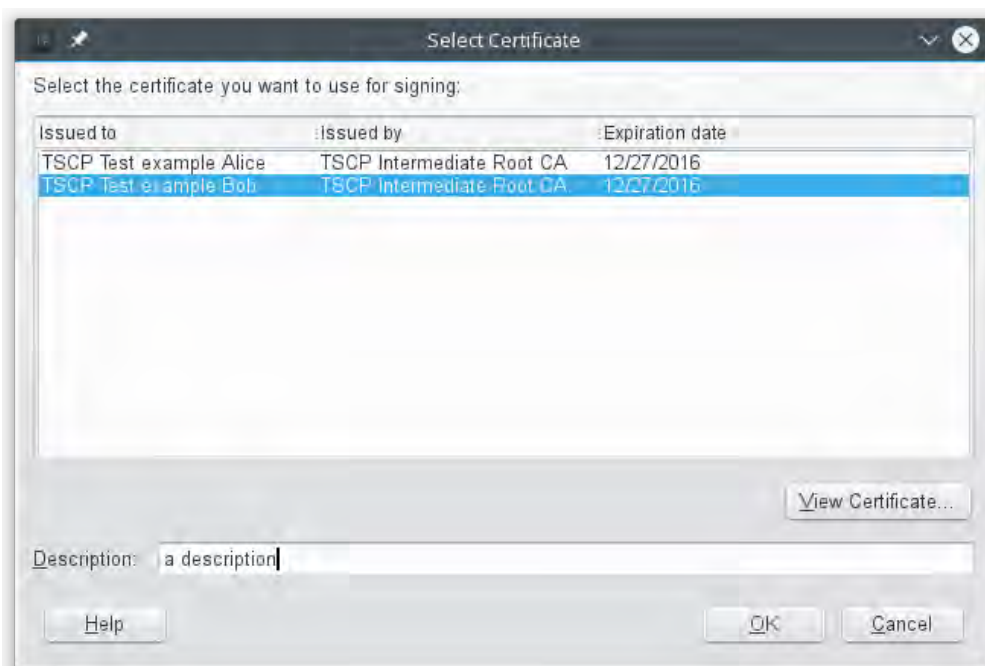 Select Certificate
Select the certificate you want to use for signing:
Issued to Issued by Expiration date
TSCP Test example Alice TSCP Intermediate Root CA 12/27/2016
TSCP Test example Bob TSCP Intermediate Root CA 12/27/2016
View Certificate...
Description: a description
Help OK Cancel